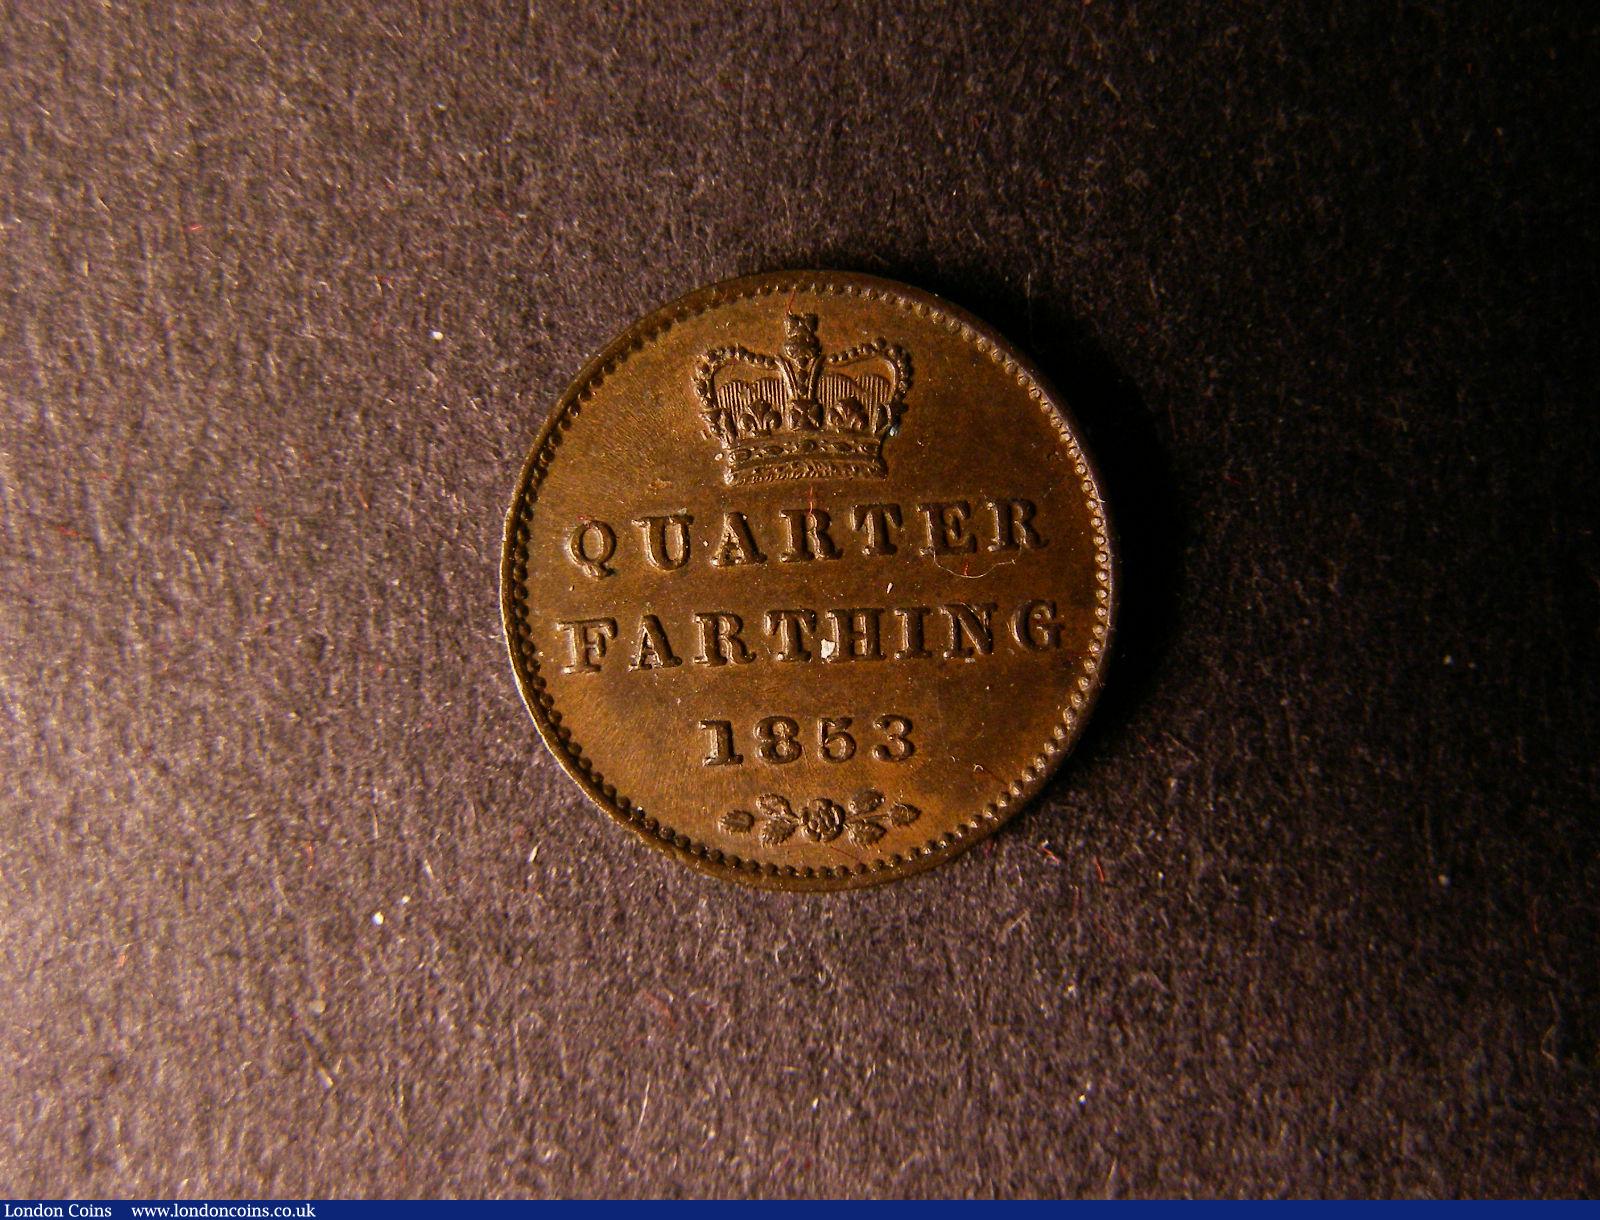 QUARTER
FARTHING
1853
London Coins www.londoncoins.co.uk